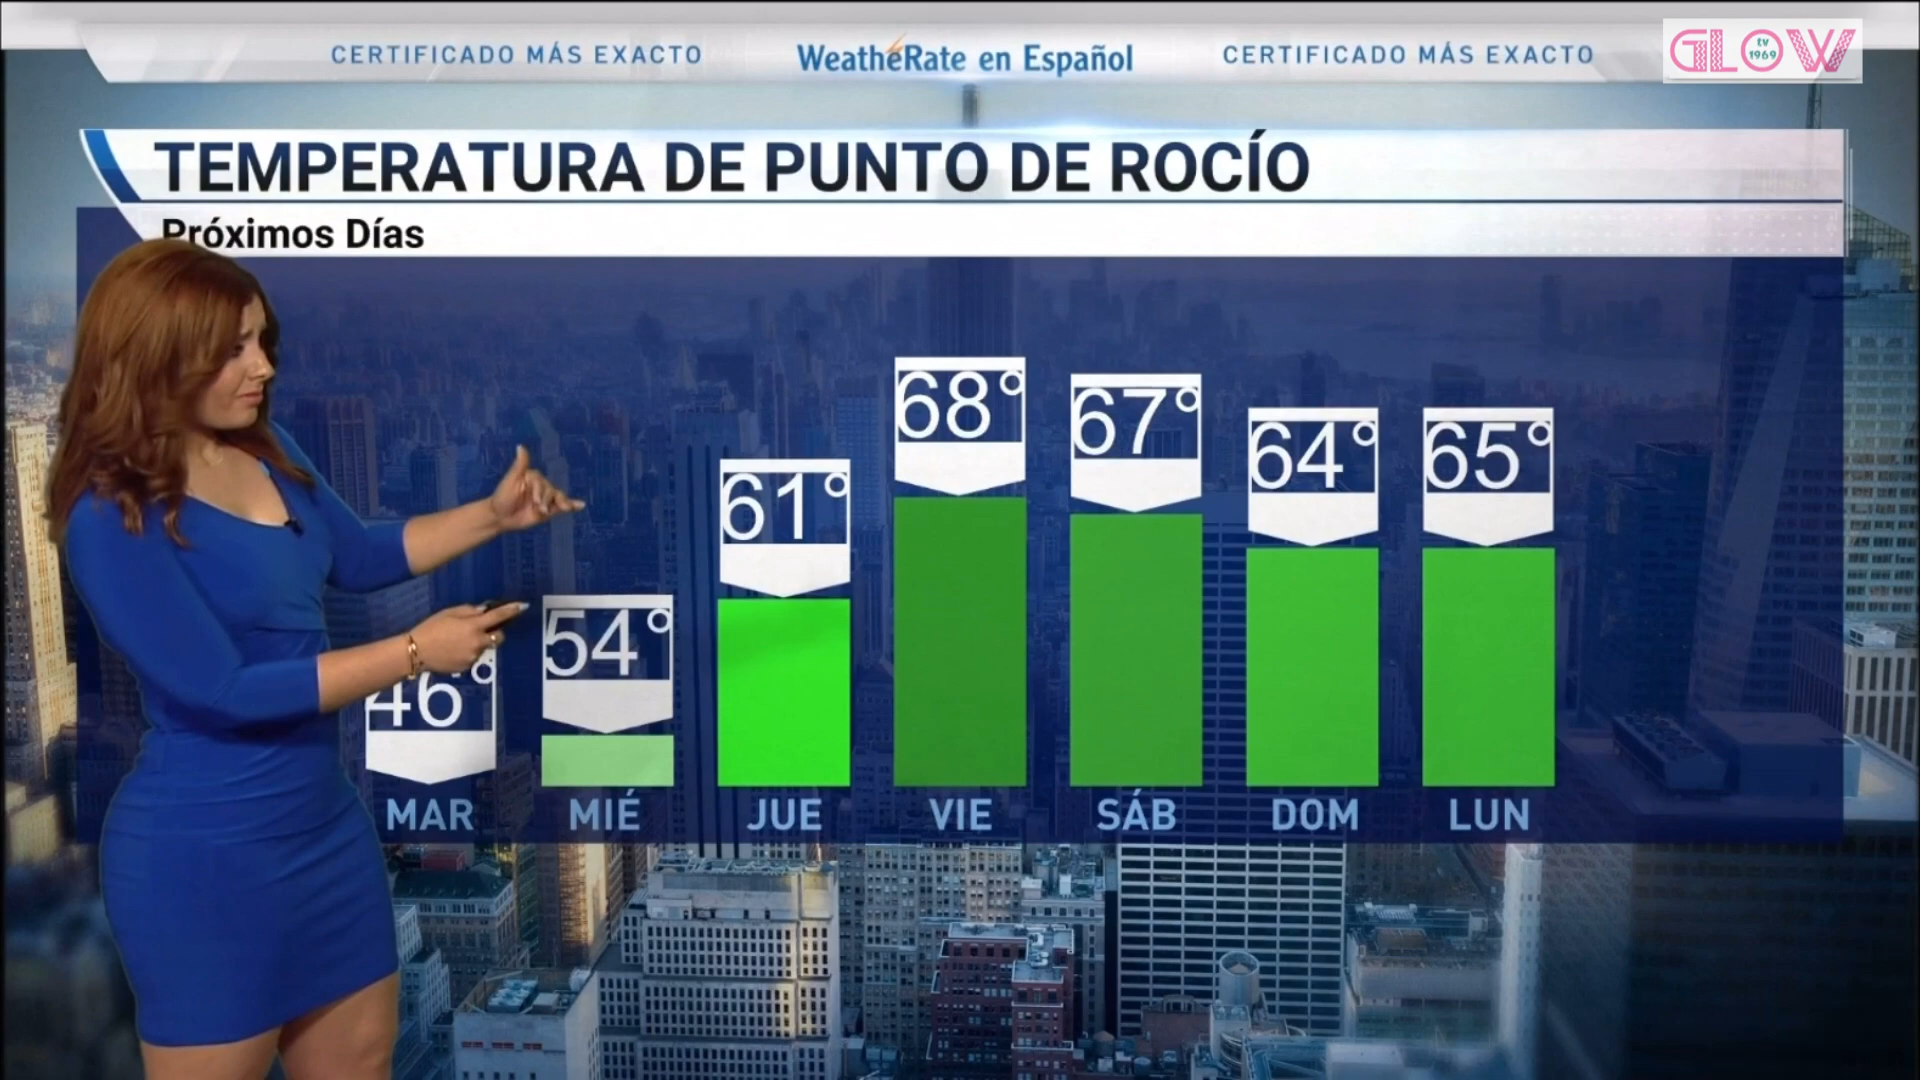 CERTIFICADO MÁS EXACTO WeatheRate en Español CERTIFICADO MÁS EXACTO
GLOW
tv
1969
TEMPERATURA DE PUNTO DE ROCÍO
Próximos Días
46° 54° 61° 68° 67° 64° 65°
MAR MIÉ JUE VIE SÁB DOM LUN